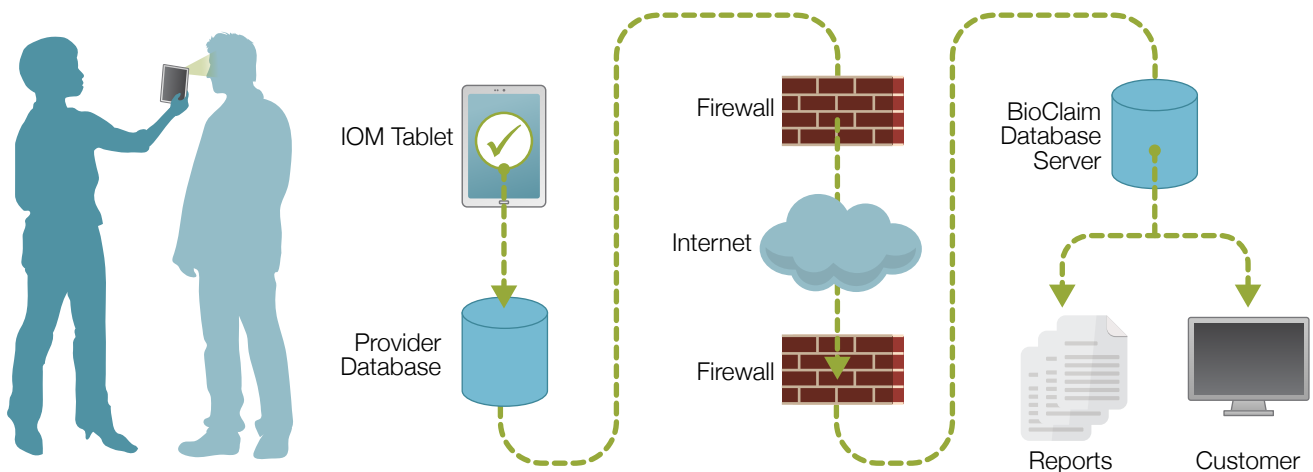 IOM Tablet
Provider
Database
Firewall
Internet
Firewall
BioClaim
Database
Server
Reports
Customer